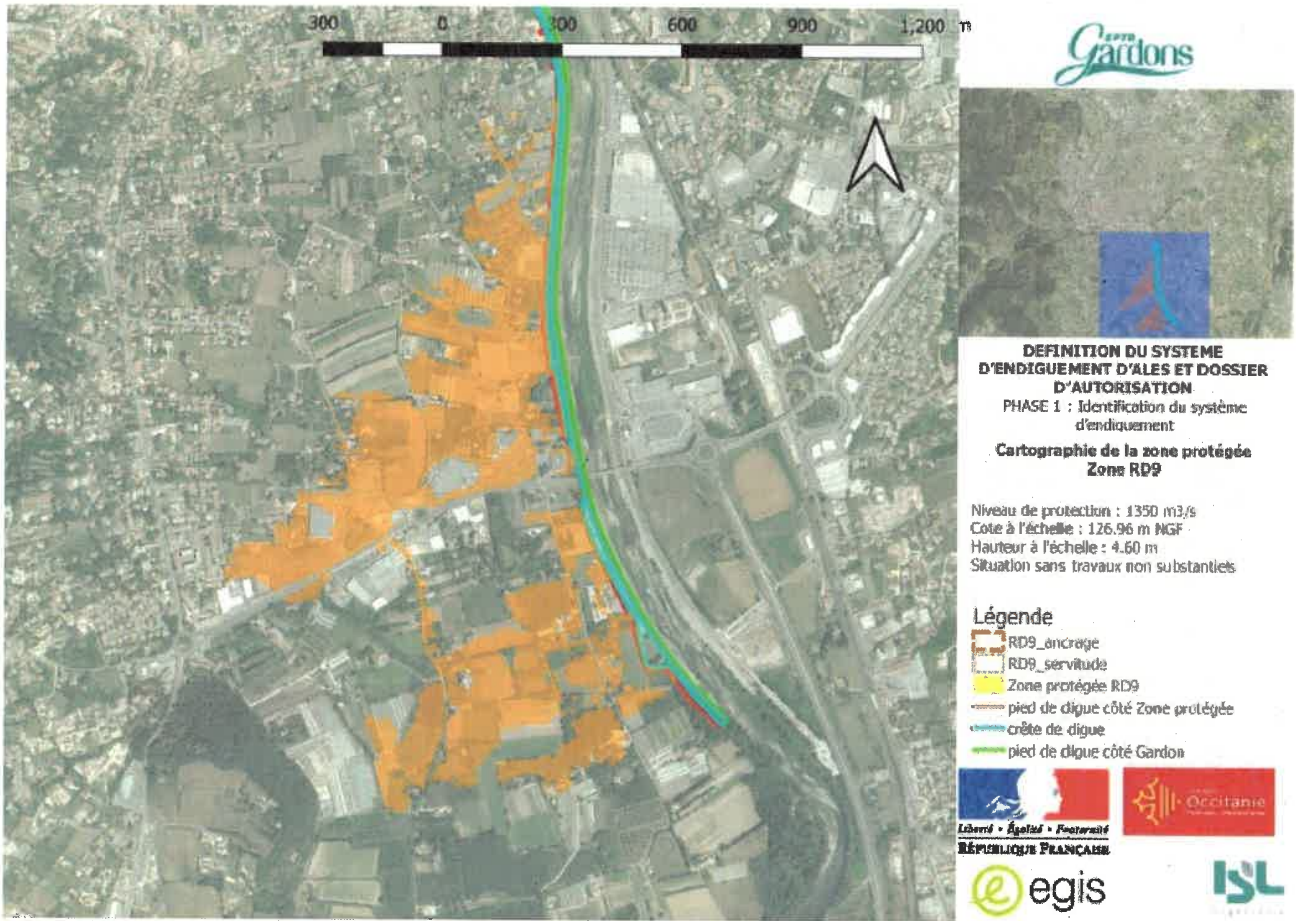 300 0 300 600 900 1,200 m
EPTB
Gardons
DEFINITION DU SYSTEME
D'ENDIGUEMENT D'ALES ET DOSSIER
D'AUTORISATION
PHASE 1 : Identification du système
d'endiguement
Cartographie de la zone protégée
Zone RD9
Niveau de protection : 1350 m3/s
Cote à l'échelle : 126.96 m NGF
Hauteur à l'échelle : 4.60 m
Situation sans travaux non substantiels
Légende
RD9_ancrage
RD9_servitude
Zone protégée RD9
pied de digue côté Zone protégée
crête de digue
pied de digue côté Gardon
Liberté • Égalité • Fraternité
RÉPUBLIQUE FRANÇAISE
Occitanie
egis
ISL
Ingénierie